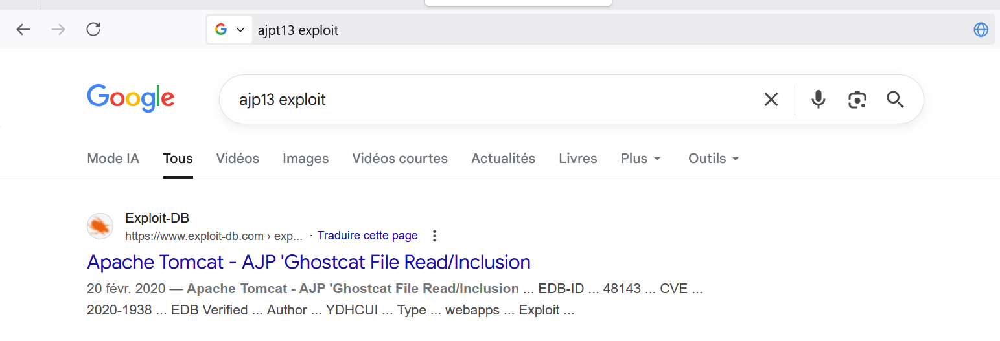 ajpt13 exploit
Google
ajp13 exploit
Mode IA Tous Vidéos Images Vidéos courtes Actualités Livres Plus Outils
Exploit-DB
https://www.exploit-db.com › exp... · Traduire cette page
Apache Tomcat - AJP 'Ghostcat File Read/Inclusion
20 févr. 2020 — Apache Tomcat - AJP 'Ghostcat File Read/Inclusion ... EDB-ID ... 48143 ... CVE ...
2020-1938 ... EDB Verified ... Author ... YDHCUI ... Type ... webapps ... Exploit ...